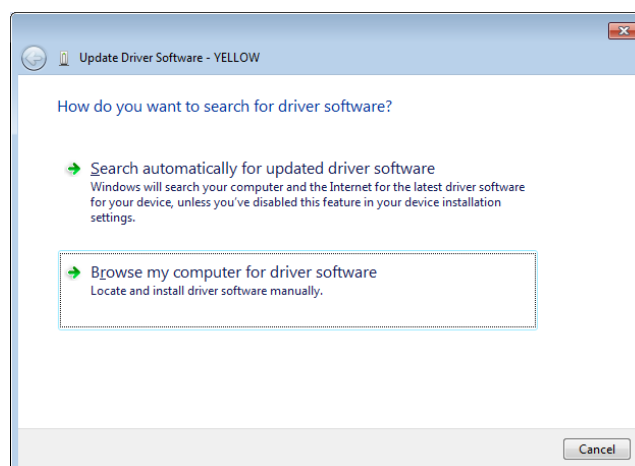 Update Driver Software - YELLOW
How do you want to search for driver software?
Search automatically for updated driver software
Windows will search your computer and the Internet for the latest driver software
for your device, unless you've disabled this feature in your device installation
settings.
Browse my computer for driver software
Locate and install driver software manually.
Cancel